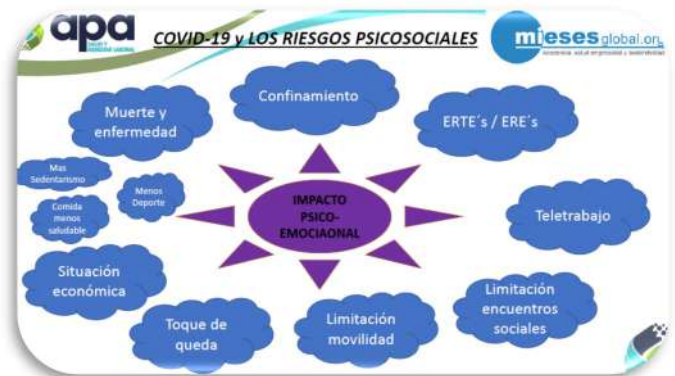 apa
COVID-19 y LOS RIESGOS PSICOSOCIALES
mieses global.org
Confinamiento
Muerte y
enfermedad
ERTE´s / ERE´s
Mas
Sedentarismo
Menos
Deporte
Comida
menos
saludable
IMPACTO
PSICO-
EMOCIAONAL
Teletrabajo
Situación
económica
Limitación
encuentros
sociales
Toque de
queda
Limitación
movilidad